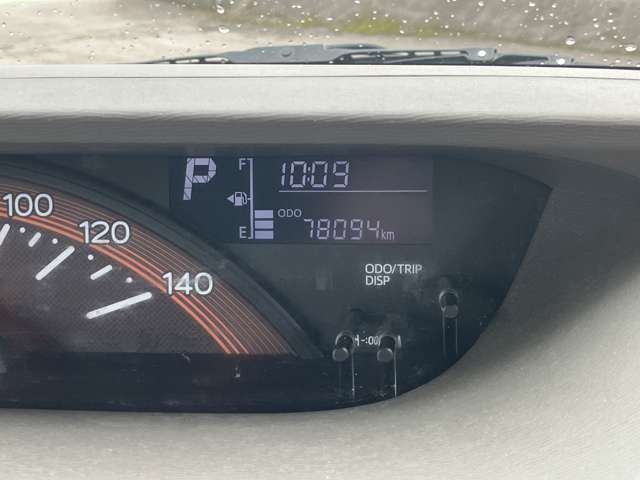 P
F
10:09
ODO
E
78094km
100
120
140
ODO/TRIP
DISP